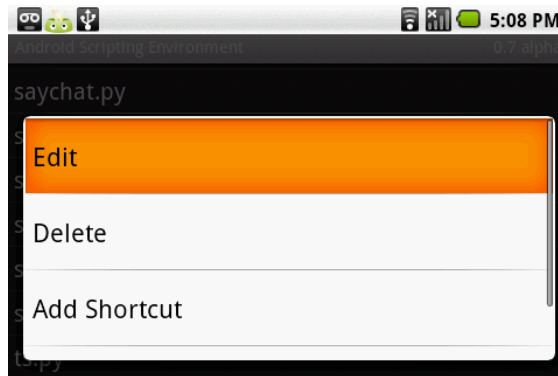 5:08 PM
Android Scripting Environment 0.7 alpha
saychat.py
Edit
Delete
Add Shortcut
ts.py